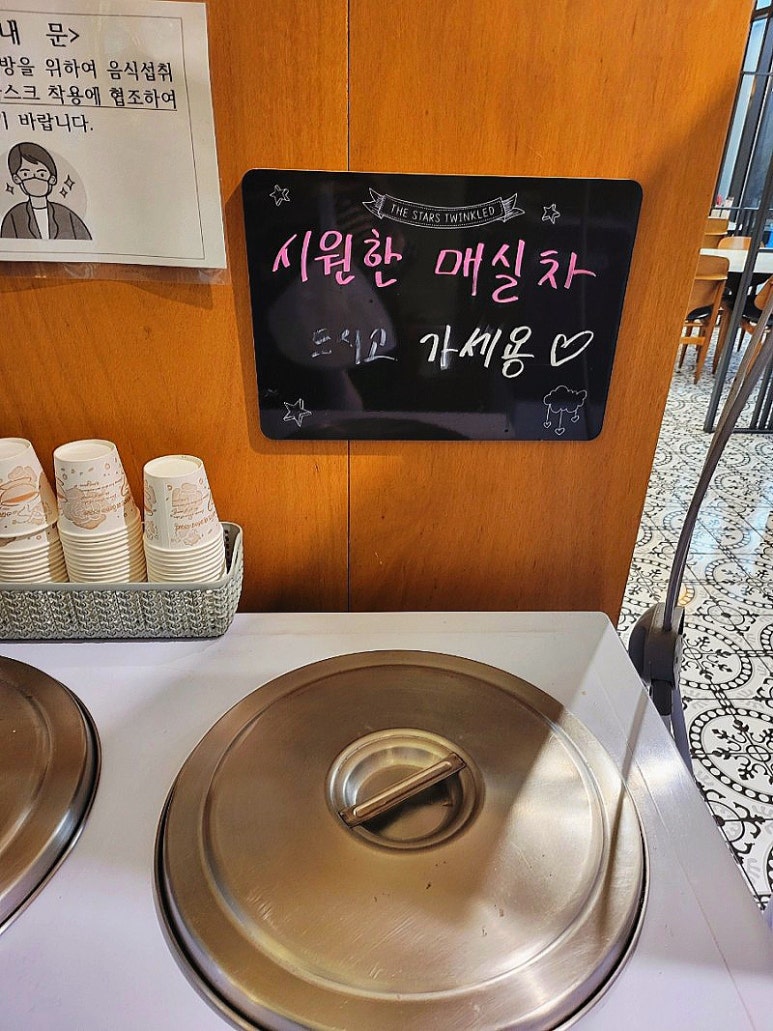 내 문>
방을 위하여 음식섭취
스크 착용에 협조하여
기 바랍니다.
THE STARS TWINKLED
시원한 매실차
드시고 가세용♡